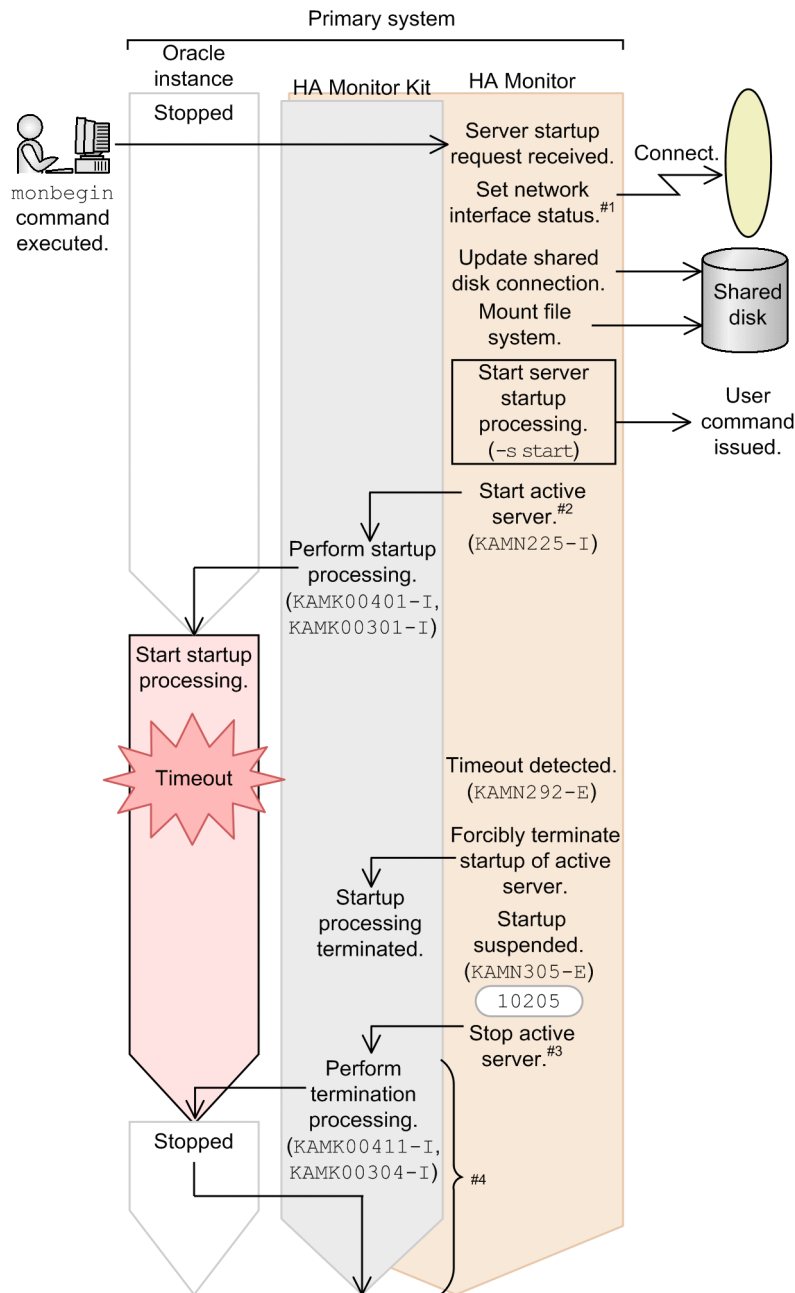 Primary system
Oracle
instance
HA Monitor Kit
HA Monitor
Stopped
monbegin
command
executed.
Server startup
request received.
Connect.
Set network
interface status.#1
Update shared
disk connection.
Mount file
system.
Shared
disk
Start server
startup
processing.
(-s start)
User
command
issued.
Start active
server.#2
(KAMN225-I)
Perform startup
processing.
(KAMK00401-I,
KAMK00301-I)
Start startup
processing.
Timeout
Timeout detected.
(KAMN292-E)
Forcibly terminate
startup of active
server.
Startup
processing
terminated.
Startup
suspended.
(KAMN305-E)
10205
Stop active
server.#3
Perform
termination
processing.
(KAMK00411-I,
KAMK00304-I)
Stopped
#4